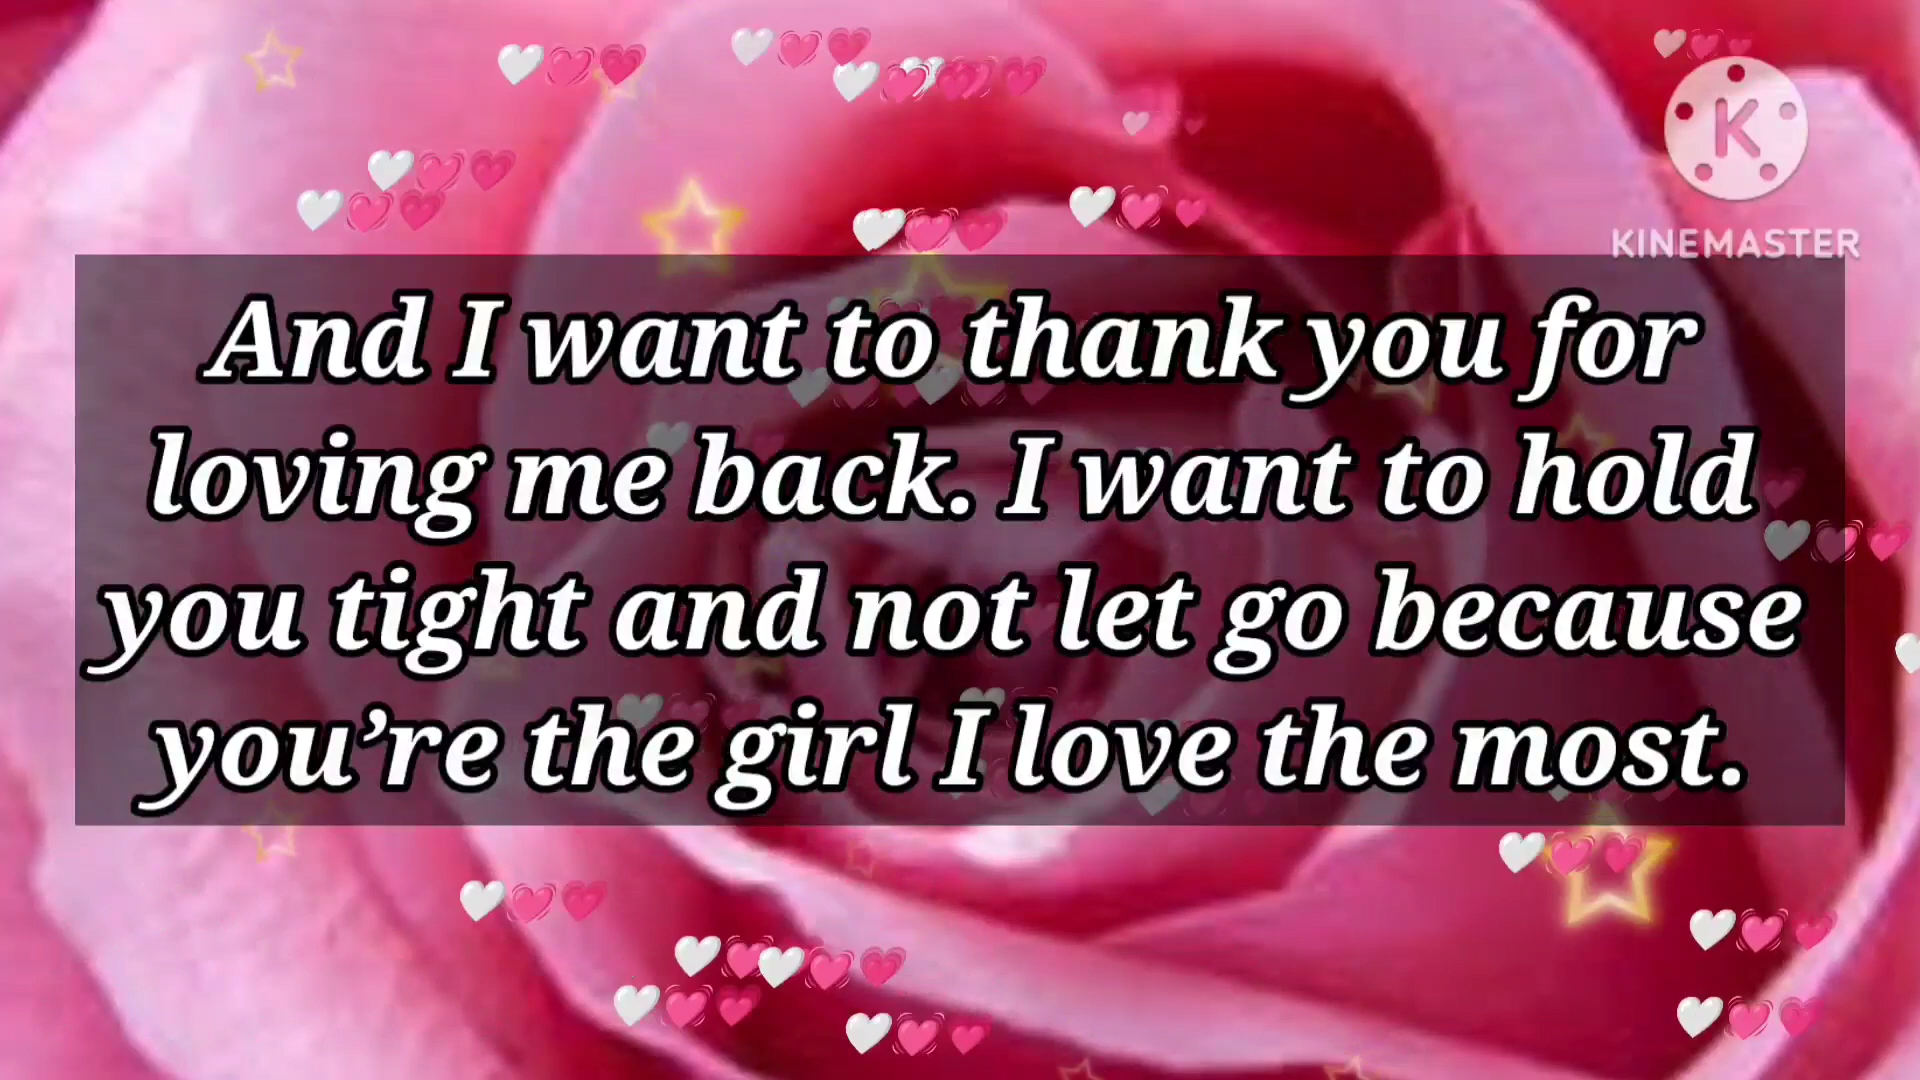 K
KINEMASTER
And I want to thank you for
loving me back. I want to hold
you tight and not let go because
you’re the girl I love the most.